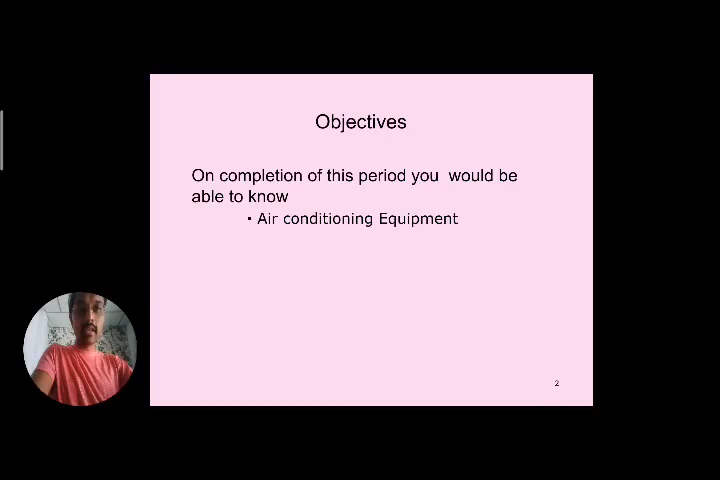 Objectives
On completion of this period you  would be
able to know
• Air conditioning Equipment
2